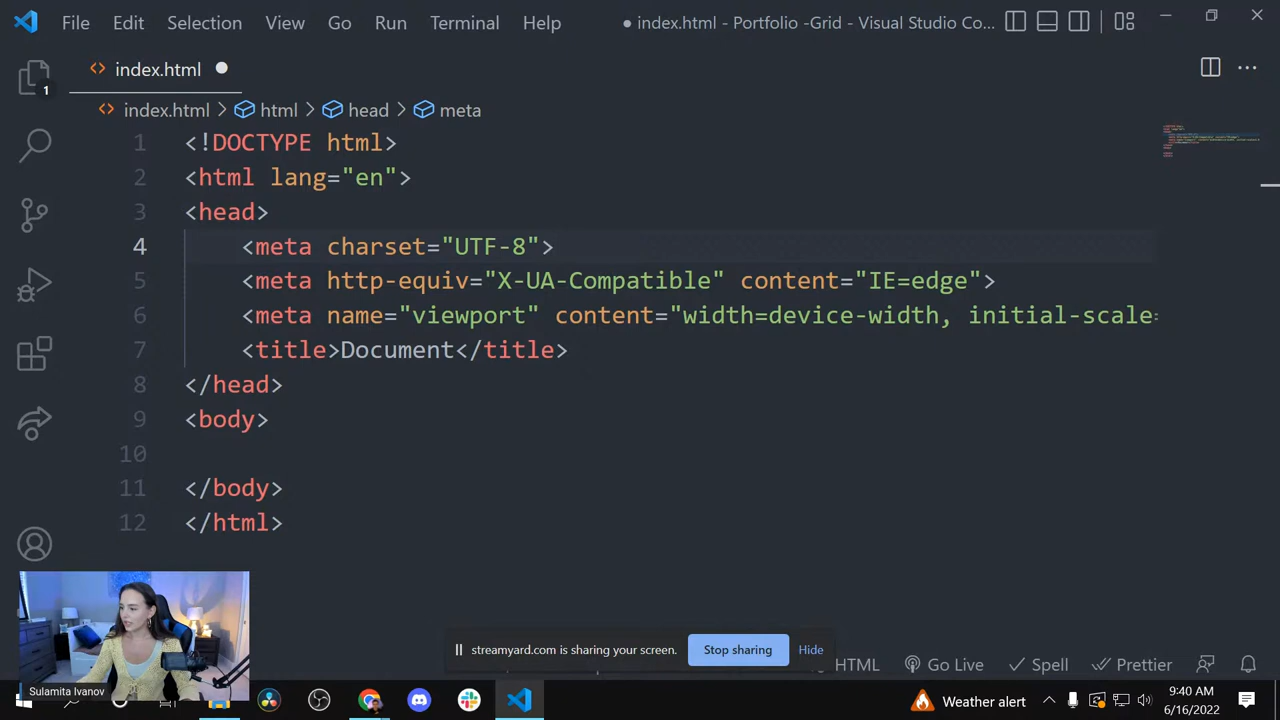 File Edit Selection View Go Run Terminal Help ● index.html - Portfolio -Grid - Visual Studio Co...
index.html
1
index.html > html > head > meta
1 <!DOCTYPE html>
2 <html lang="en">
3 <head>
4 <meta charset="UTF-8">
5 <meta http-equiv="X-UA-Compatible" content="IE=edge">
6 <meta name="viewport" content="width=device-width, initial-scale=
7 <title>Document</title>
8 </head>
9 <body>
10
11 </body>
12 </html>
streamyard.com is sharing your screen. Stop sharing Hide
HTML Go Live Spell Prettier
Sulamita Ivanov
Weather alert
9:40 AM
6/16/2022